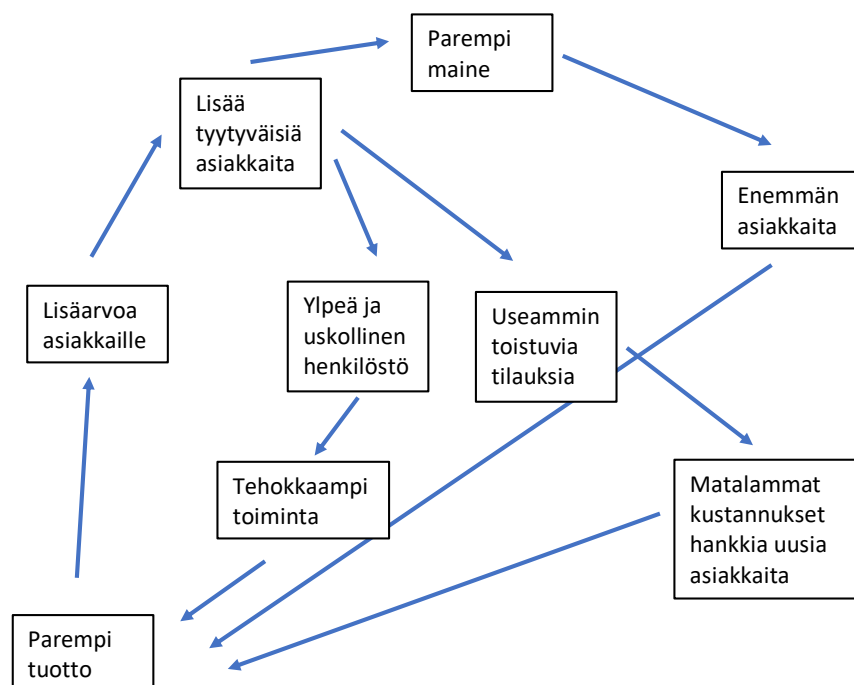 Parempi
maine
Lisää
tyytyväisiä
asiakkaita
Enemmän
asiakkaita
Lisäarvoa
asiakkaille
Ylpeä ja
uskollinen
henkilöstö
Useammin
toistuvia
tilauksia
Tehokkaampi
toiminta
Matalammat
kustannukset
hankkia uusia
asiakkaita
Parempi
tuotto